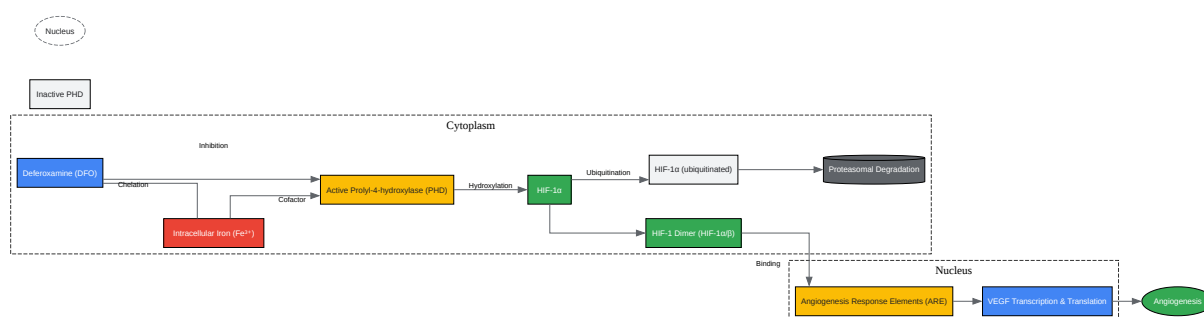 Nucleus
Inactive PHD
Cytoplasm
Inhibition
Deferoxamine (DFO)
Chelation
Intracellular Iron (Fe³⁺)
Cofactor
Active Prolyl-4-hydroxylase (PHD)
Hydroxylation
HIF-1α
Ubiquitination
HIF-1α (ubiquitinated)
Proteasomal Degradation
HIF-1 Dimer (HIF-1α/β)
Binding
Nucleus
Angiogenesis Response Elements (ARE)
VEGF Transcription & Translation
Angiogenesis